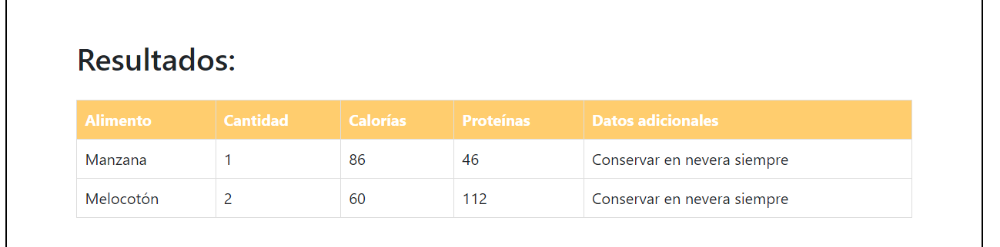 Resultados:
Alimento Cantidad Calorías Proteínas Datos adicionales
Manzana 1 86 46 Conservar en nevera siempre
Melocotón 2 60 112 Conservar en nevera siempre